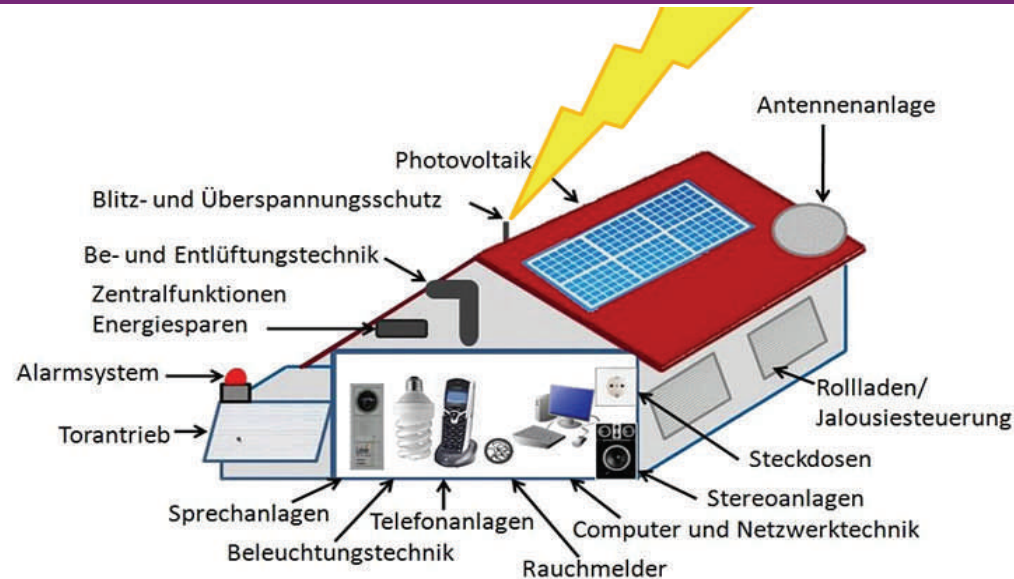 Antennenanlage
Photovoltaik
Blitz- und Überspannungsschutz
Be- und Entlüftungstechnik
Zentralfunktionen
Energiesparen
Alarmsystem
Torantrieb
Rollladen/
Jalousiesteuerung
Steckdosen
Stereoanlagen
Sprechanlagen
Telefonanlagen
Computer und Netzwerktechnik
Beleuchtungstechnik
Rauchmelder